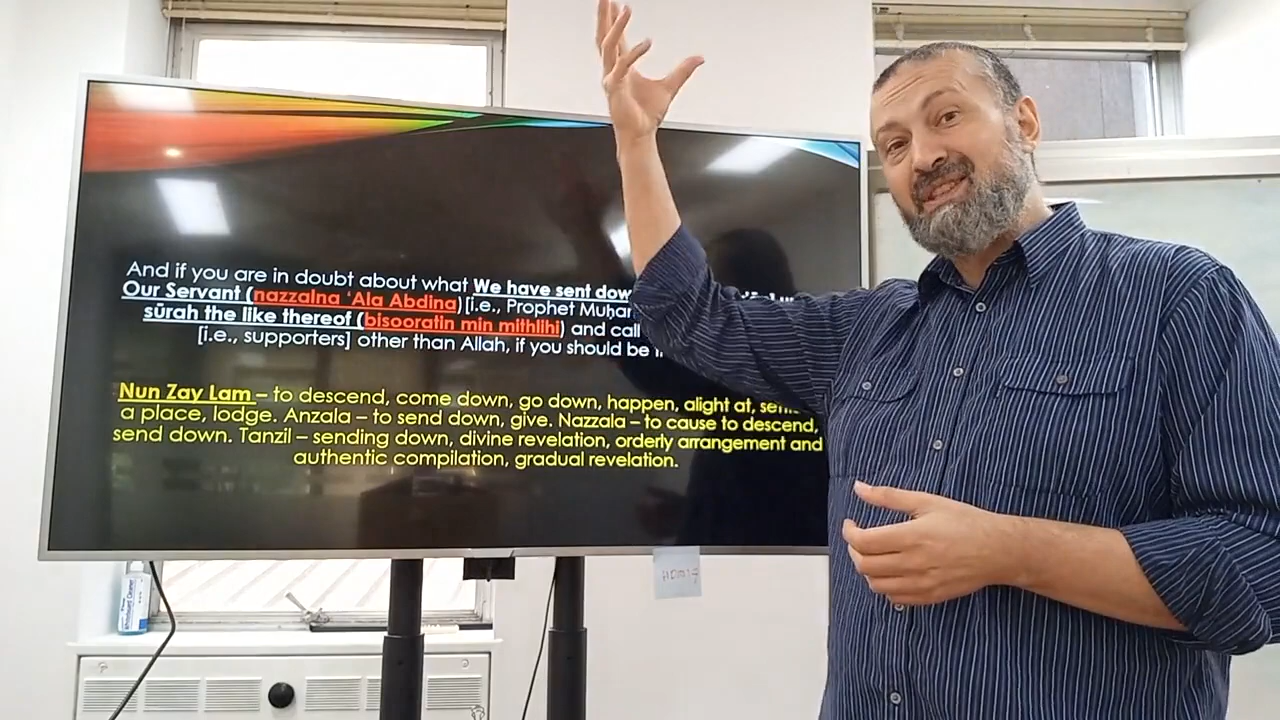 And if you are in doubt about what We have sent dow
Our Servant (nazzalna 'Ala Abdina) [i.e., Prophet Muḥa
sūrah the like thereof (bisooratin min mithlihi) and call
[i.e., supporters] other than Allah, if you should be
Nun Zay Lam – to descend, come down, go down, happen, alight at,
a place, lodge. Anzala – to send down, give. Nazzala – to cause to descend,
send down. Tanzil – sending down, divine revelation, orderly arrangement and
authentic compilation, gradual revelation.